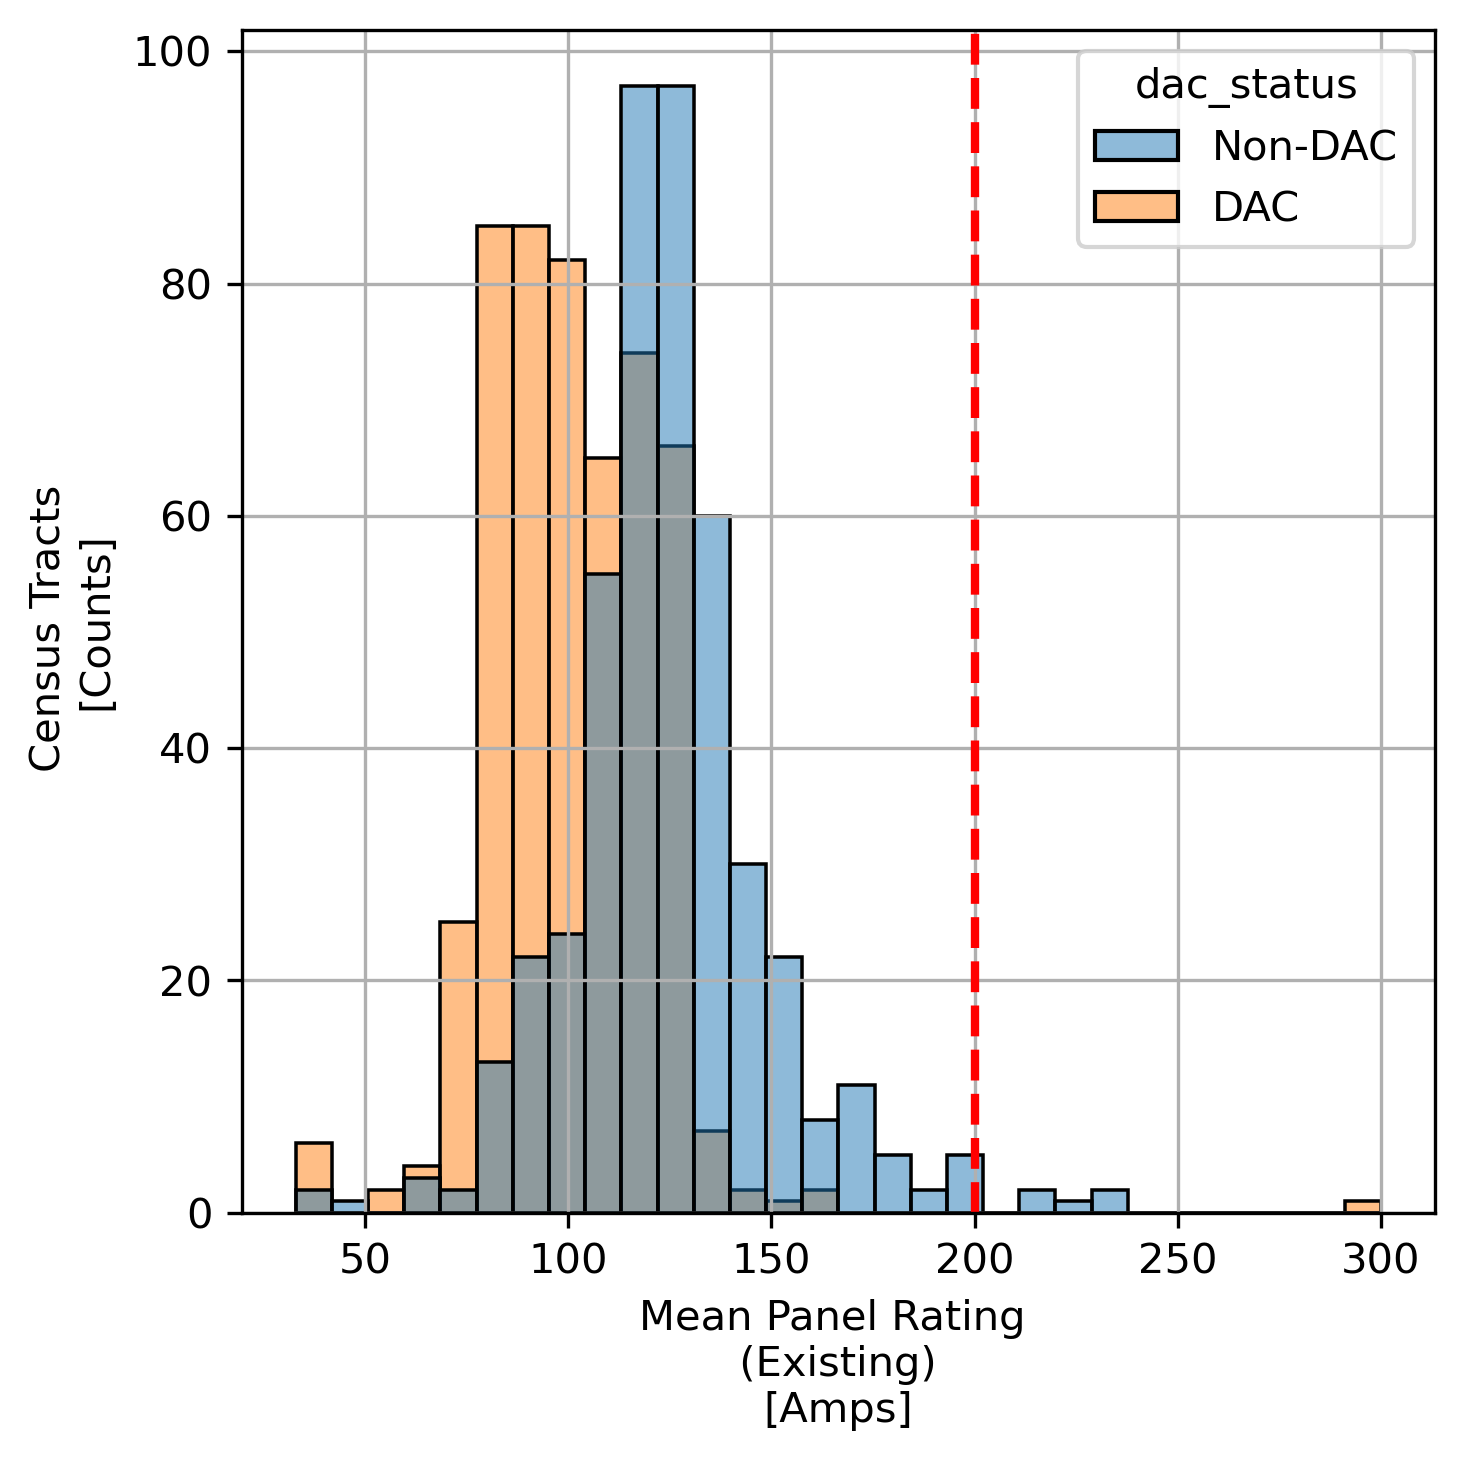 100
80
60
40
20
0
Census Tracts
[Counts]
dac_status
Non-DAC
DAC
50 100 150 200 250 300
Mean Panel Rating
(Existing)
[Amps]